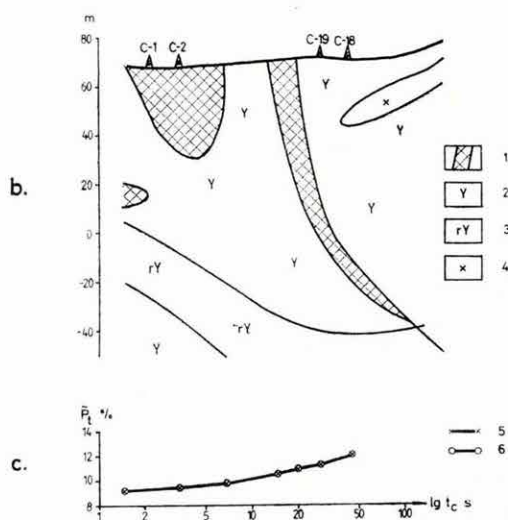 m
C-1 C-2 C-19 C-18
80
60
40
20
0
-20
-40
b.
Y
Y
Y
Y
x
Y
Y
rY
rY
Y
1
Y 2
rY 3
x 4
c.
P̃t °/•
14
12
10
8
1 2 5 10 20 50 100
lg tc s
5
6